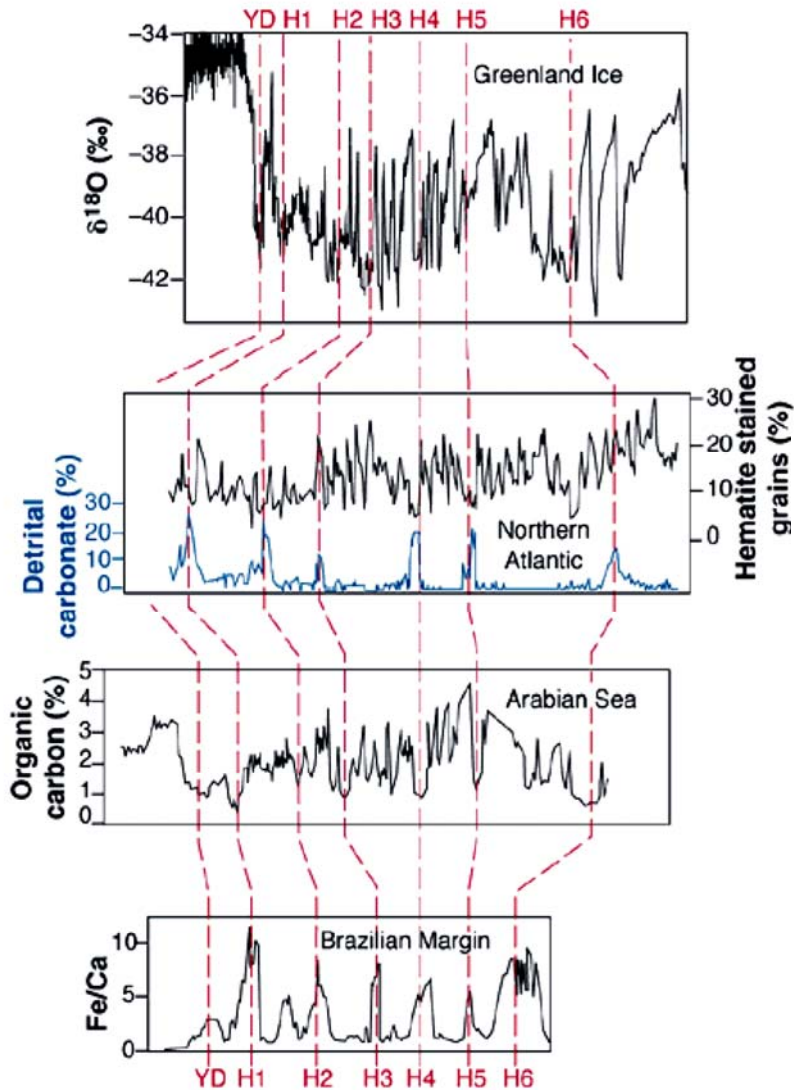 YD H1 H2 H3 H4 H5 H6
Greenland Ice
δ18O (‰)
−34
−36
−38
−40
−42
Detrital
carbonate (%)
30
20
10
0
Northern
Atlantic
30
20
10
0
Hematite stained
grains (%)
Organic
carbon (%)
5
4
3
2
1
0
Arabian Sea
Fe/Ca
10
5
0
Brazilian Margin
YD H1 H2 H3 H4 H5 H6